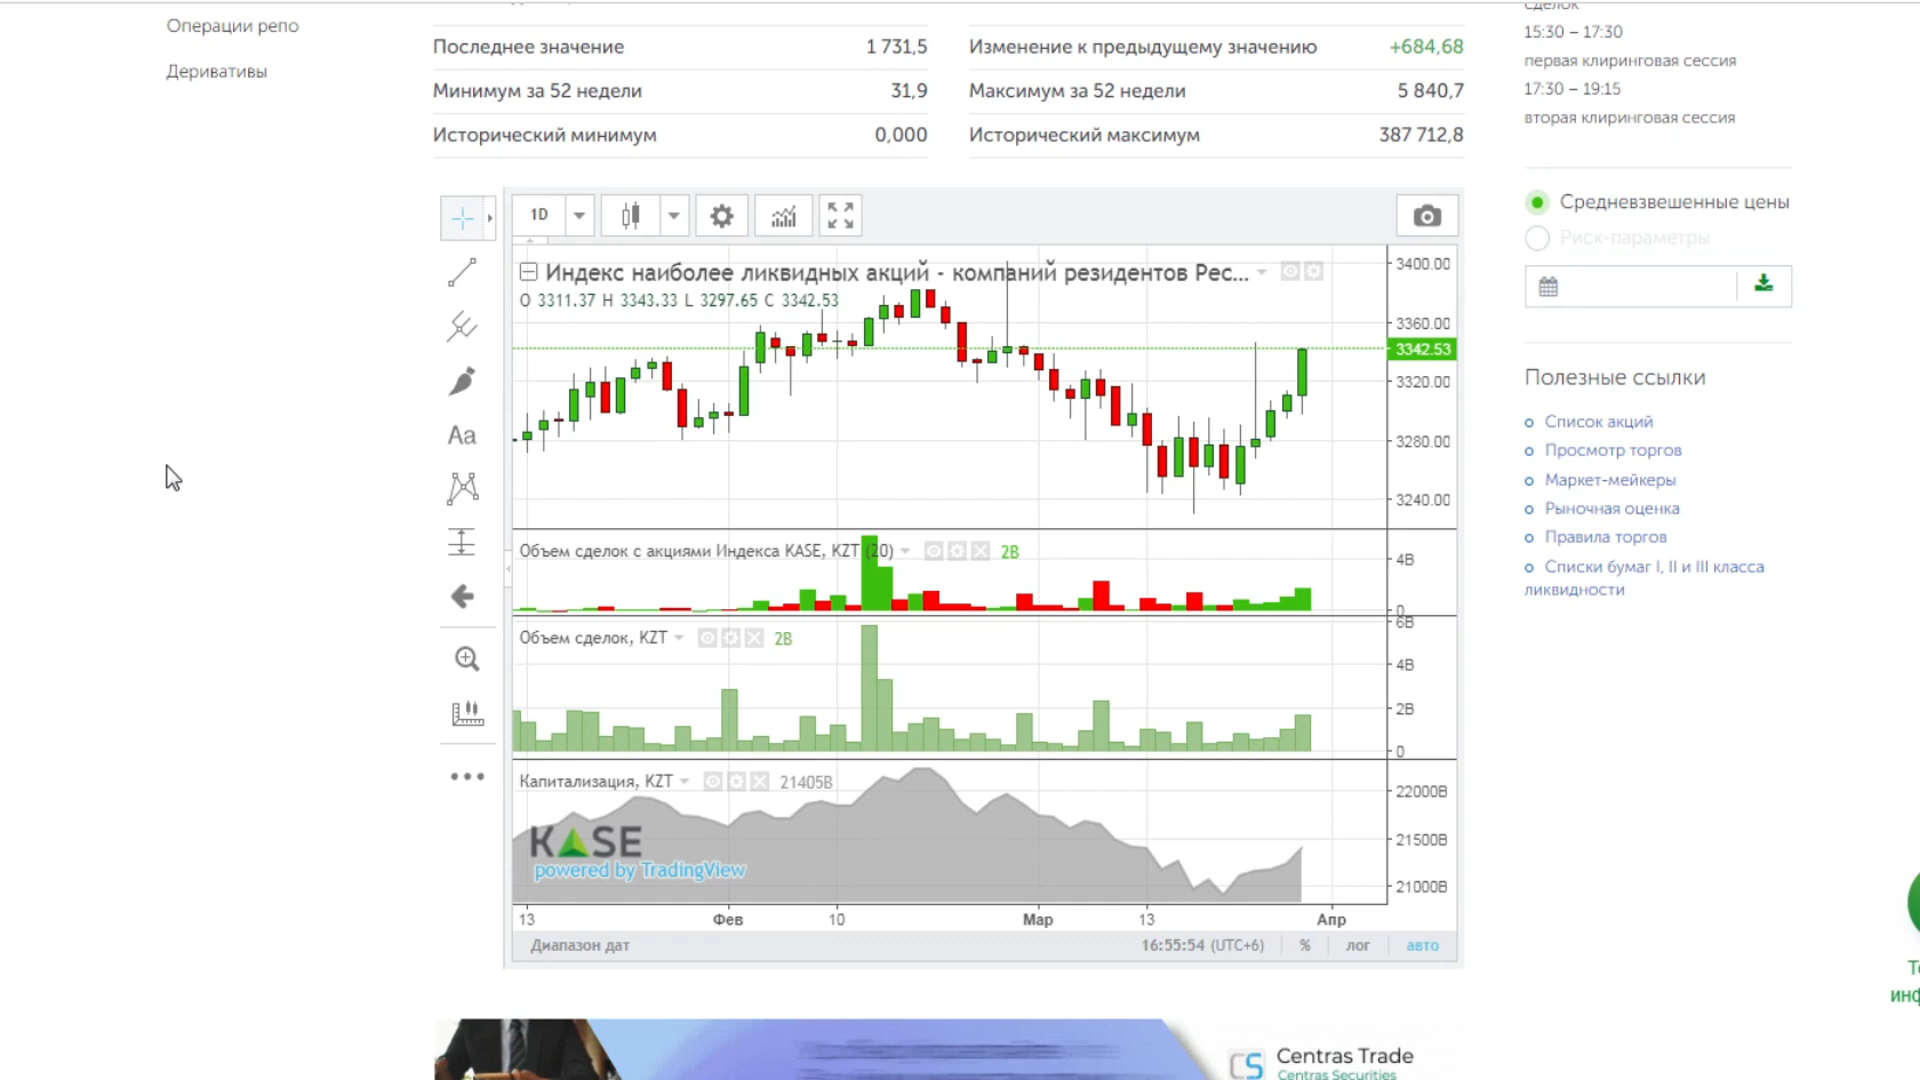 Операции репо
Деривативы
Последнее значение 1 731,5
Изменение к предыдущему значению +684,68
Минимум за 52 недели 31,9
Максимум за 52 недели 5 840,7
Исторический минимум 0,000
Исторический максимум 387 712,8
сделок
15:30 – 17:30
первая клиринговая сессия
17:30 – 19:15
вторая клиринговая сессия
1D
Индекс наиболее ликвидных акций - компаний резидентов Рес...
O 3311.37 H 3343.33 L 3297.65 C 3342.53
3400.00
3360.00
3342.53
3320.00
3280.00
3240.00
Aa
Объем сделок с акциями Индекса KASE, KZT (20) 2B
4B
0
Объем сделок, KZT 2B
6B
4B
2B
0
Капитализация, KZT 21405B
22000B
21500B
21000B
KASE
powered by TradingView
13 Фев 10 Мар 13 Апр
Диапазон дат 16:55:54 (UTC+6) % лог авто
Средневзвешенные цены
Риск-параметры
Полезные ссылки
Список акций
Просмотр торгов
Маркет-мейкеры
Рыночная оценка
Правила торгов
Списки бумаг I, II и III класса
ликвидности
CS Centras Trade
Centras Securities